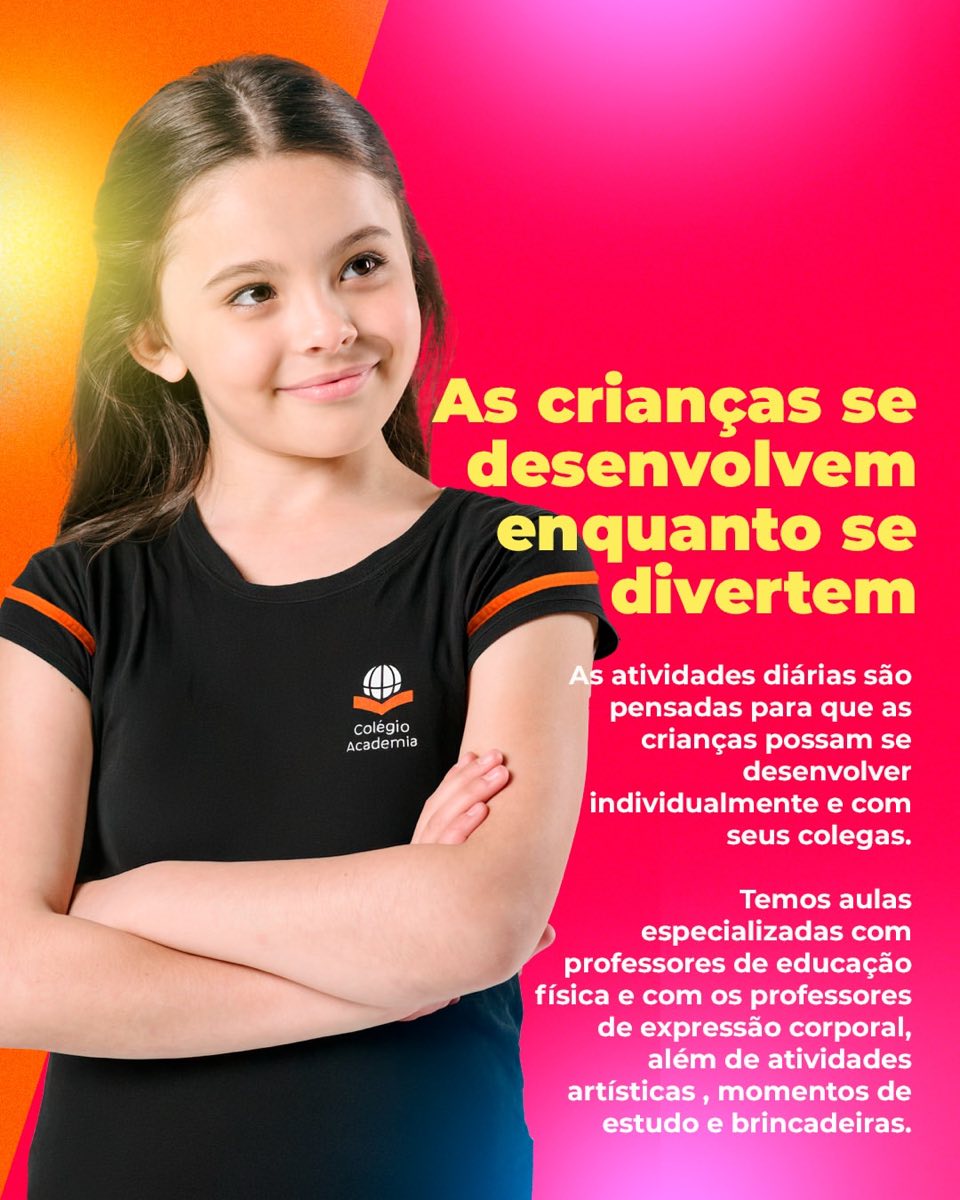 As crianças se
desenvolvem
enquanto se
divertem
As atividades diárias são
pensadas para que as
crianças possam se
desenvolver
individualmente e com
seus colegas.
Temos aulas
especializadas com
professores de educação
física e com os professores
de expressão corporal,
além de atividades
artísticas , momentos de
estudo e brincadeiras.
Colégio
Academia